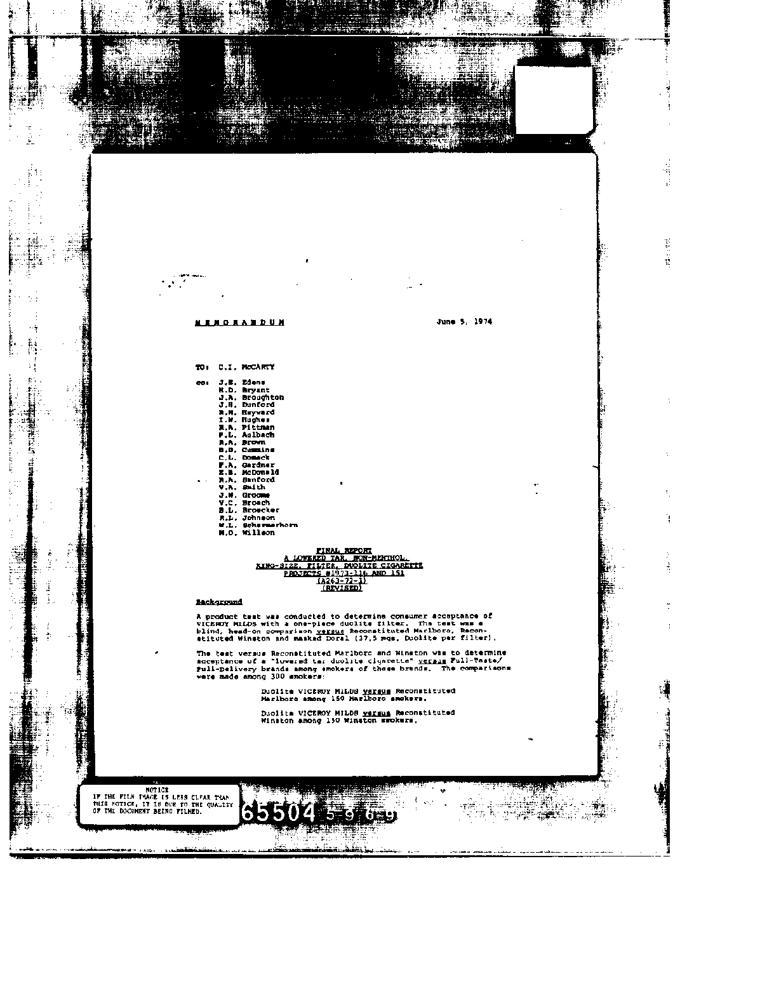 MEMORANDUM
June 5, 1974
TO: C.I. McCARTY
cc: J.E. Edens
K.D. Bryant
J.A. Broughton
J.H. Dunford
R.M. Hayward
I.W. Hughes
R.A. Pittman
F.L. Aulbach
R.A. Brown
B.D. Cummins
C.L. Domack
F.A. Gardner
E.B. McDonald
R.A. Sanford
V.A. Smith
J.W. Groome
V.C. Broach
B.L. Broecker
R.L. Johnson
W.L. Schermerhorn
M.O. Willson
FINAL REPORT
A LOWERED TAR, NON-MENTHOL,
KING-SIZE, FILTER, DUOLITE CIGARETTE
PROJECTS #1973-116 AND 151
(A263-72-1)
(REVISED)
Background
A product test was conducted to determine consumer acceptance of
VICEROY MILDS with a one-piece duolite filter. The test was a
blind, head-on comparison versus Reconstituted Marlboro, Recon-
stituted Winston and masked Doral (37.5 mgs. Duolite per filter).
The test versus Reconstituted Marlboro and Winston was to determine
acceptance of a "lowered tar duolite cigarette" versus Full-Taste/
Full-Delivery brands among smokers of these brands. The comparisons
were made among 300 smokers:
Duolite VICEROY MILDS versus Reconstituted
Marlboro among 150 Marlboro smokers.
Duolite VICEROY MILDS versus Reconstituted
Winston among 150 Winston smokers.
NOTICE
IF THE FILM IMAGE IS LESS CLEAR THAN
THIS NOTICE, IT IS DUE TO THE QUALITY
OF THE DOCUMENT BEING FILMED.
65504 5969